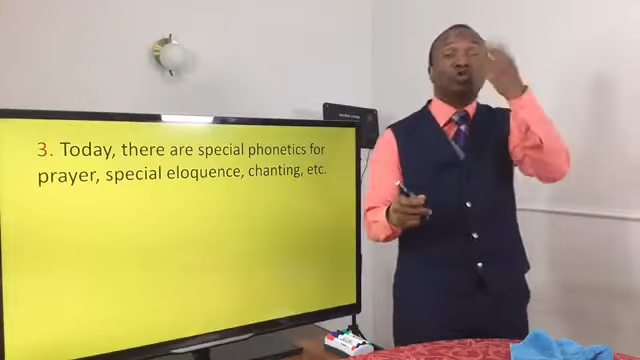 3. Today, there are special phonetics for
prayer, special eloquence, chanting, etc.